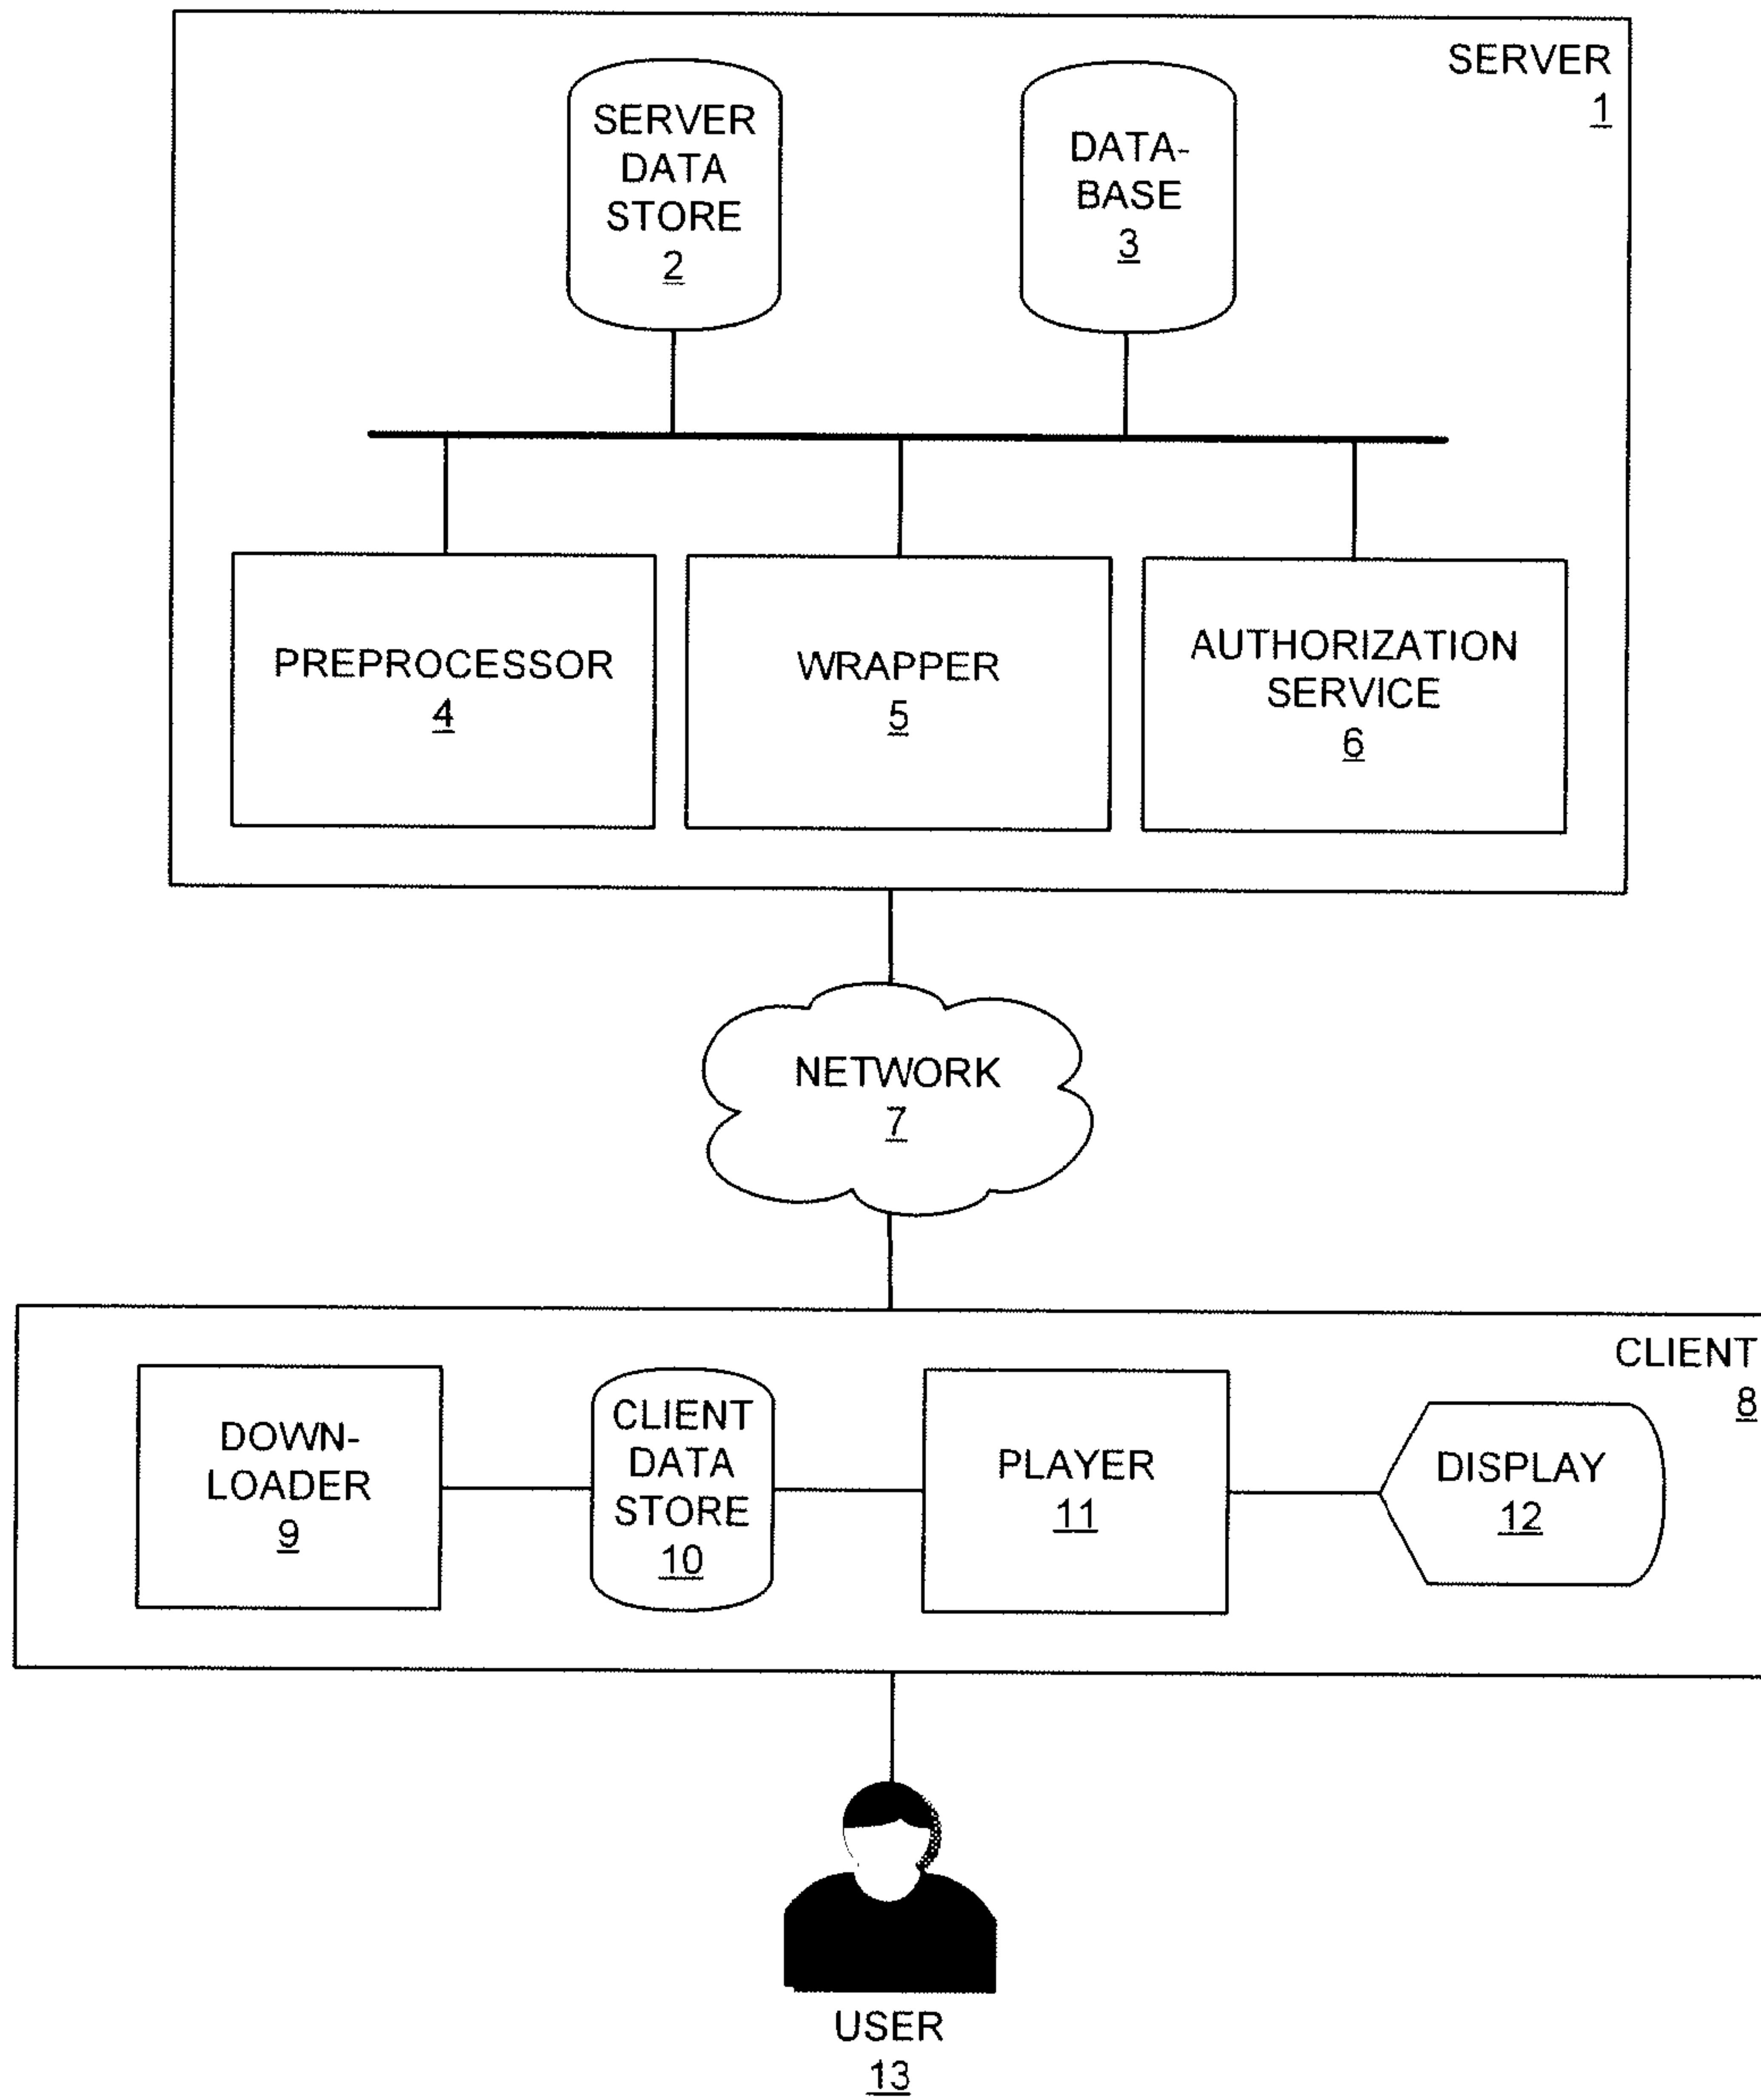 SERVER
1
SERVER
DATA
STORE
2
DATA-
BASE
3
PREPROCESSOR
4
WRAPPER
5
AUTHORIZATION
SERVICE
6
NETWORK
7
CLIENT
8
DOWN-
LOADER
9
CLIENT
DATA
STORE
10
PLAYER
11
DISPLAY
12
USER
13